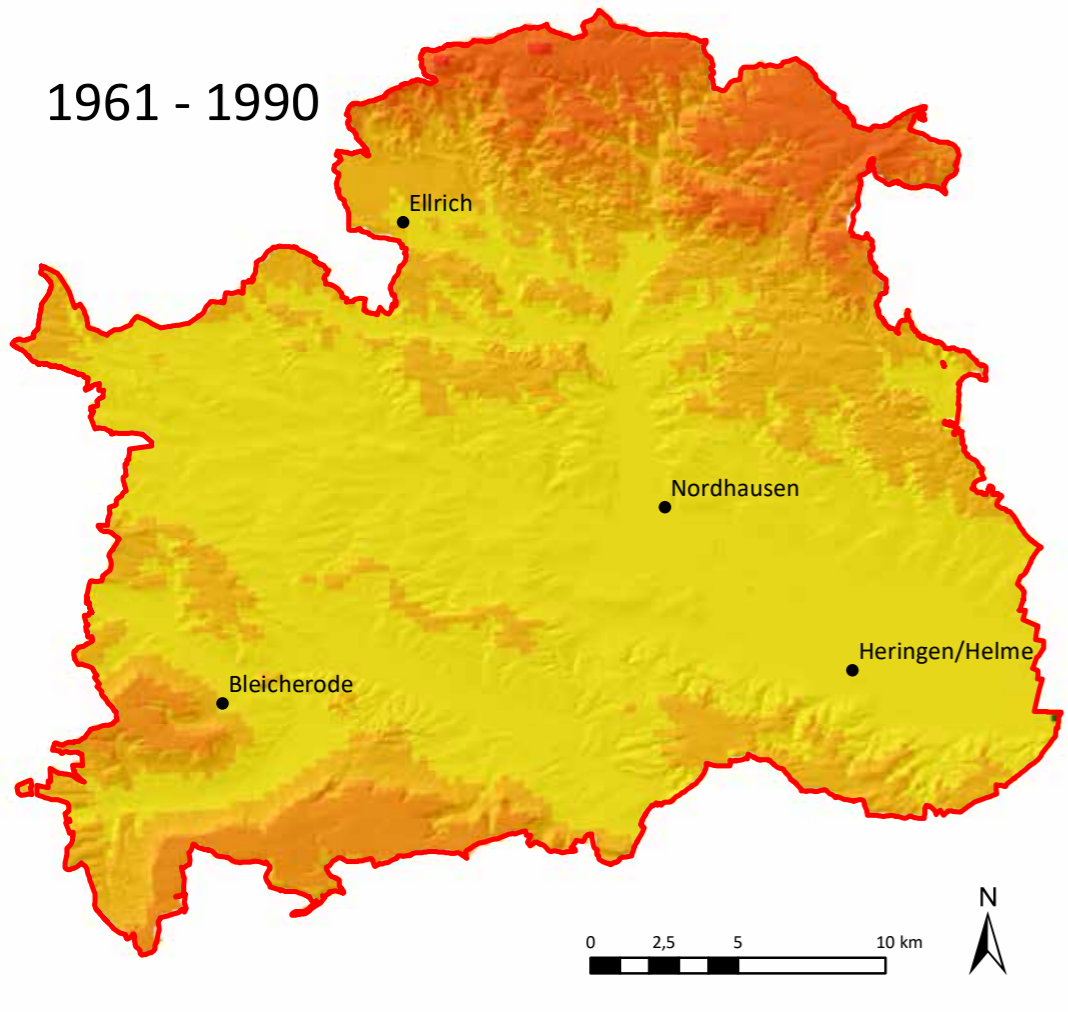 1961 - 1990
Ellrich
Nordhausen
Heringen/Helme
Bleicherode
N
0 2,5 5 10 km